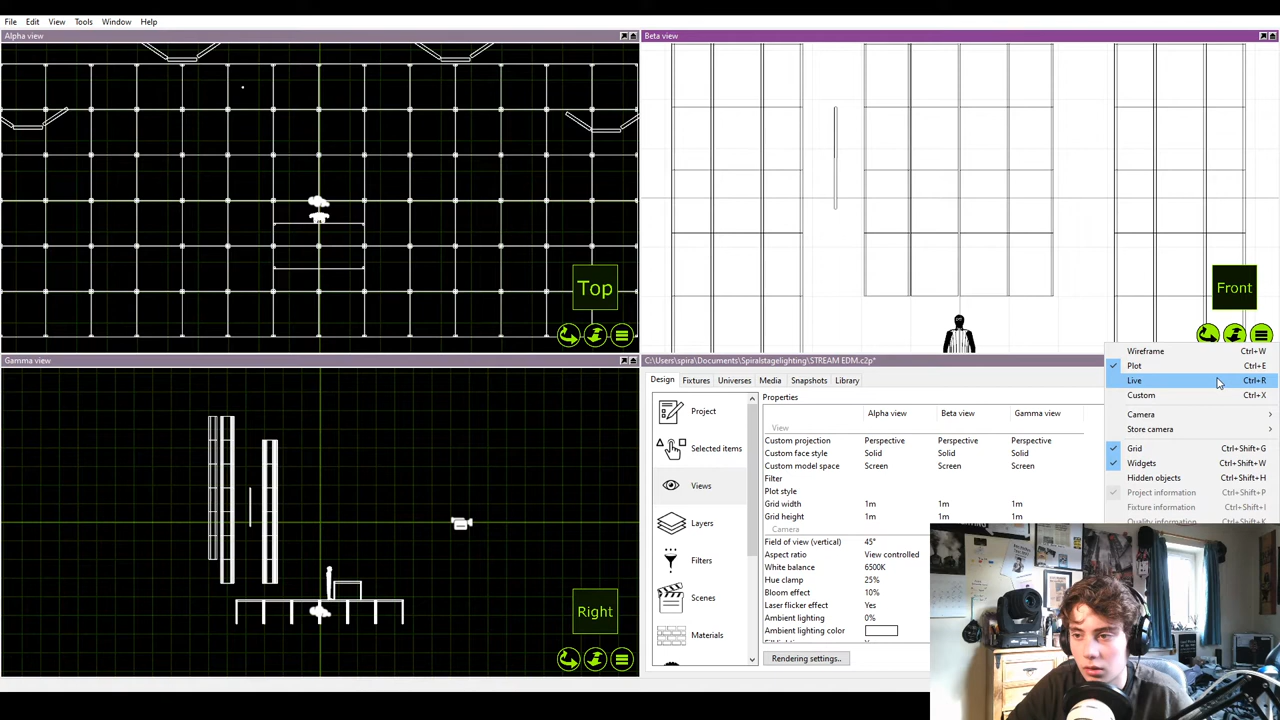 File Edit View Tools Window Help
Alpha view
Beta view
Top
Front
Gamma view
Right
C:\Users\spira\Documents\Spiralstagelighting\STREAM EDM.c2p*
Design Fixtures Universes Media Snapshots Library
Project
Selected items
Views
Layers
Filters
Scenes
Materials
Properties
Alpha view Beta view Gamma view
View
Custom projection Perspective Perspective Perspective
Custom face style Solid Solid Solid
Custom model space Screen Screen Screen
Filter
Plot style
Grid width 1m 1m 1m
Grid height 1m 1m 1m
Camera
Field of view (vertical) 45°
Aspect ratio View controlled
White balance 6500K
Hue clamp 25%
Bloom effect 10%
Laser flicker effect Yes
Ambient lighting 0%
Ambient lighting color
Rendering settings..
Wireframe Ctrl+W
Plot Ctrl+E
Live Ctrl+R
Custom Ctrl+X
Camera
Store camera
Grid Ctrl+Shift+G
Widgets Ctrl+Shift+W
Hidden objects Ctrl+Shift+H
Project information Ctrl+Shift+P
Fixture information Ctrl+Shift+I
Quality information Ctrl+Shift+K